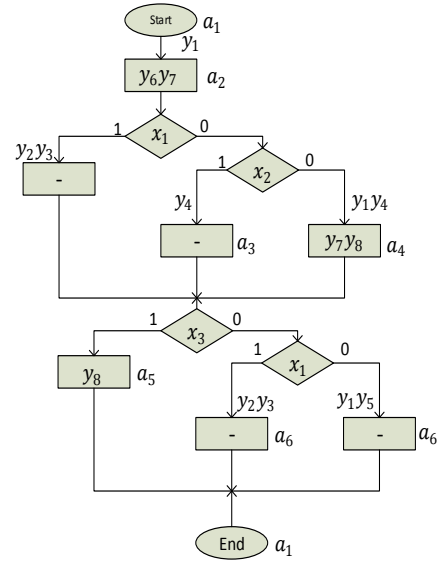 Start a₁
y₁
y₆y₇ a₂
1 x₁ 0
y₂y₃
1 x₂ 0
-
y₄ y₁y₄
- a₃ y₇y₈ a₄
1 x₃ 0
1 x₁ 0
y₈ a₅
y₂y₃ y₁y₅
- a₆ - a₆
End a₁